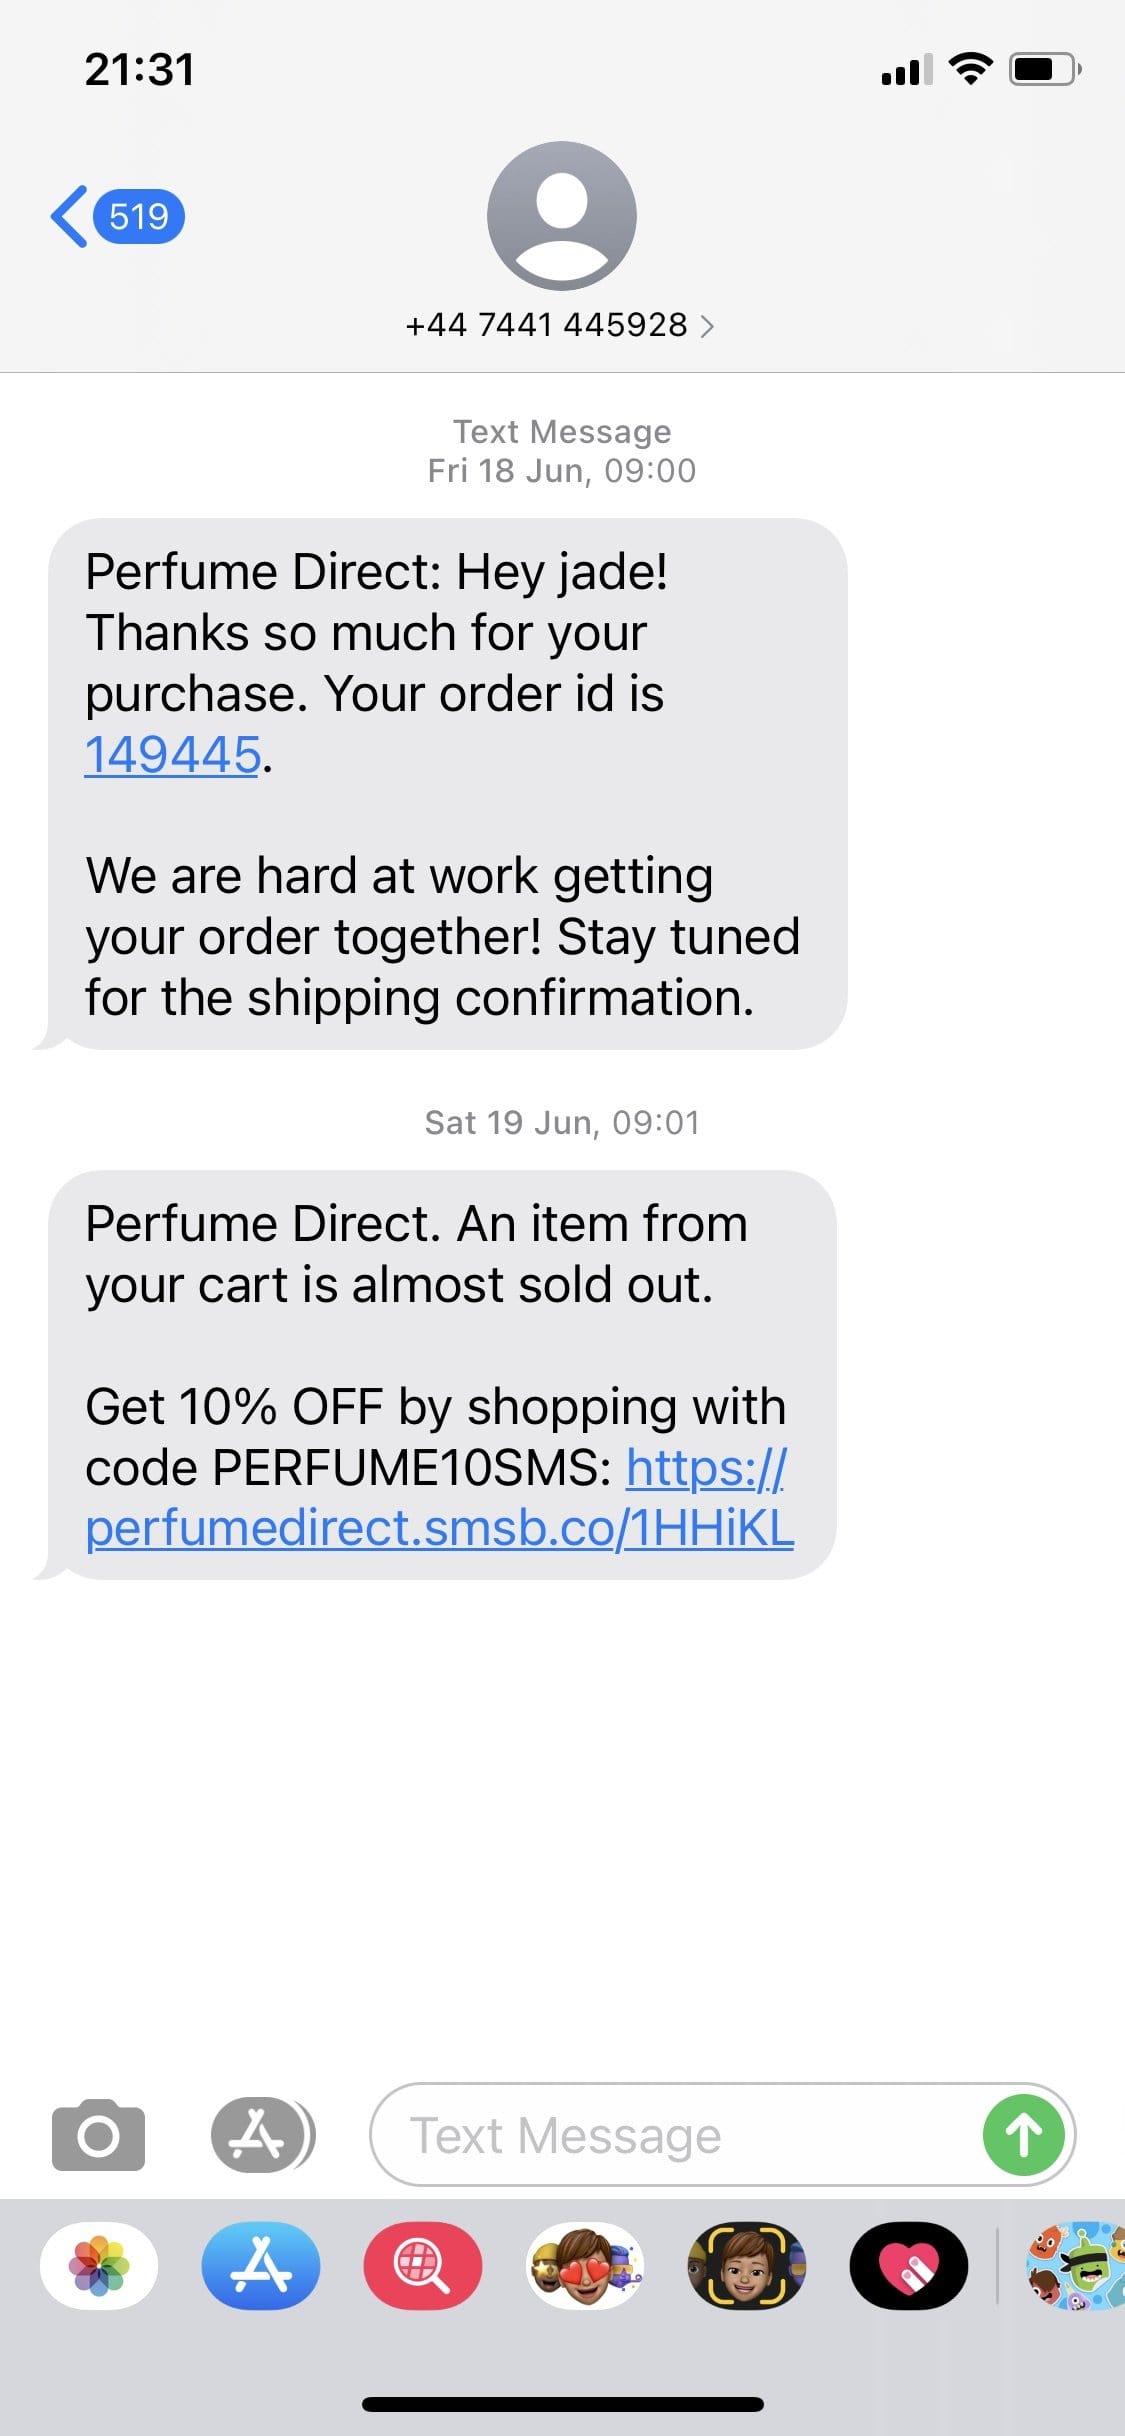 21:31
519
+44 7441 445928
Text Message
Fri 18 Jun, 09:00
Perfume Direct: Hey jade!
Thanks so much for your
purchase. Your order id is
149445.
We are hard at work getting
your order together! Stay tuned
for the shipping confirmation.
Sat 19 Jun, 09:01
Perfume Direct. An item from
your cart is almost sold out.
Get 10% OFF by shopping with
code PERFUME10SMS: https://
perfumedirect.smsb.co/1HHiKL
Text Message